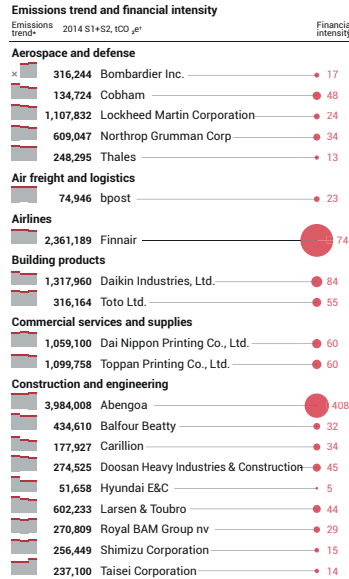 Emissions trend and financial intensity
Emissions trend 2014 S1+S2, tCO2e Financial intensity
Aerospace and defense
× 316,244 Bombardier Inc. 17
134,724 Cobham 48
1,107,832 Lockheed Martin Corporation 24
609,047 Northrop Grumman Corp 34
248,295 Thales 13
Air freight and logistics
74,946 bpost 23
Airlines
2,361,189 Finnair 74
Building products
1,317,960 Daikin Industries, Ltd. 84
316,164 Toto Ltd. 55
Commercial services and supplies
1,059,100 Dai Nippon Printing Co., Ltd. 60
1,099,758 Toppan Printing Co., Ltd. 60
Construction and engineering
3,984,008 Abengoa 408
434,610 Balfour Beatty 32
177,927 Carillion 34
274,525 Doosan Heavy Industries & Construction 45
51,658 Hyundai E&C 5
602,233 Larsen & Toubro 44
270,809 Royal BAM Group nv 29
256,449 Shimizu Corporation 15
237,100 Taisei Corporation 14